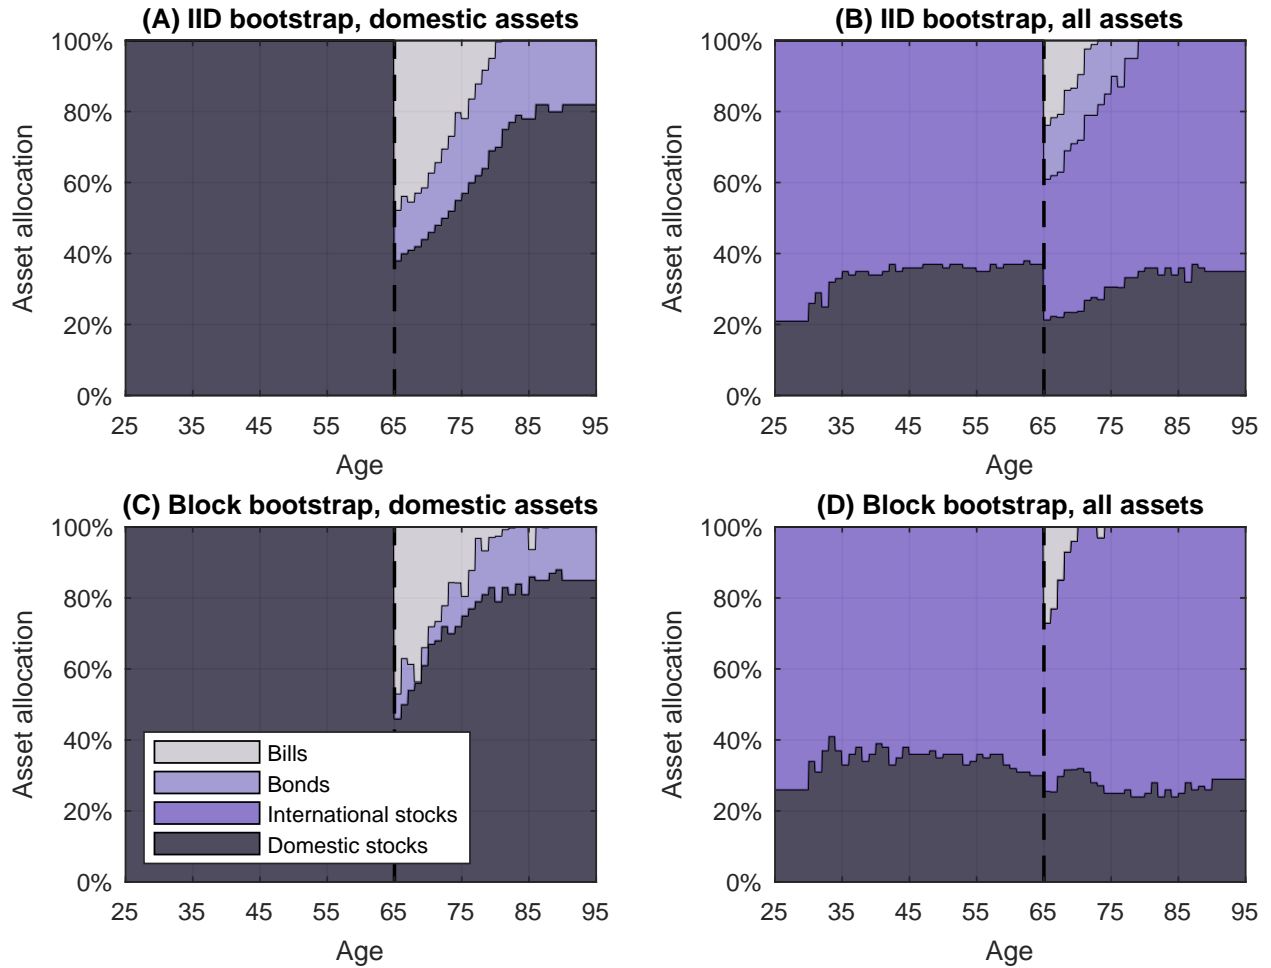 (A) IID bootstrap, domestic assets
100%
80%
60%
40%
20%
0%
Asset allocation
25 35 45 55 65 75 85 95
Age
(B) IID bootstrap, all assets
100%
80%
60%
40%
20%
0%
Asset allocation
25 35 45 55 65 75 85 95
Age
(C) Block bootstrap, domestic assets
100%
80%
60%
40%
20%
0%
Asset allocation
Bills
Bonds
International stocks
Domestic stocks
25 35 45 55 65 75 85 95
Age
(D) Block bootstrap, all assets
100%
80%
60%
40%
20%
0%
Asset allocation
25 35 45 55 65 75 85 95
Age